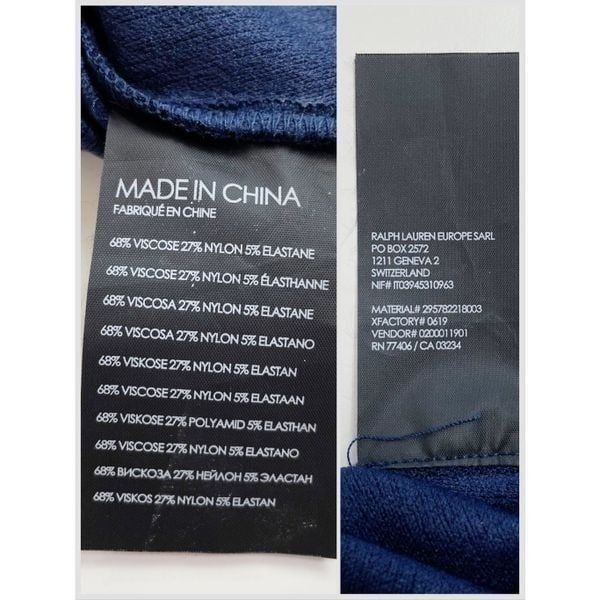 MADE IN CHINA
FABRIQUÉ EN CHINE
68% VISCOSE 27% NYLON 5% ELASTANE
68% VISCOSE 27% NYLON 5% ÉLASTHANNE
68% VISCOSA 27% NYLON 5% ELASTANE
68% VISCOSA 27% NYLON 5% ELASTANO
68% VISKOSE 27% NYLON 5% ELASTAN
68% VISCOSE 27% NYLON 5% ELASTAAN
68% VISKOSE 27% POLYAMID 5% ELASTHAN
68% VISCOSE 27% NYLON 5% ELASTANO
68% ВИСКОЗА 27% НЕЙЛОН 5% ЭЛАСТАН
68% VISKOS 27% NYLON 5% ELASTAN
RALPH LAUREN EUROPE SARL
PO BOX 2572
1211 GENEVA 2
SWITZERLAND
NIF# IT03945310963
MATERIAL# 295782218003
XFACTORY# 0619
VENDOR# 0200011901
RN 77406 / CA 03234